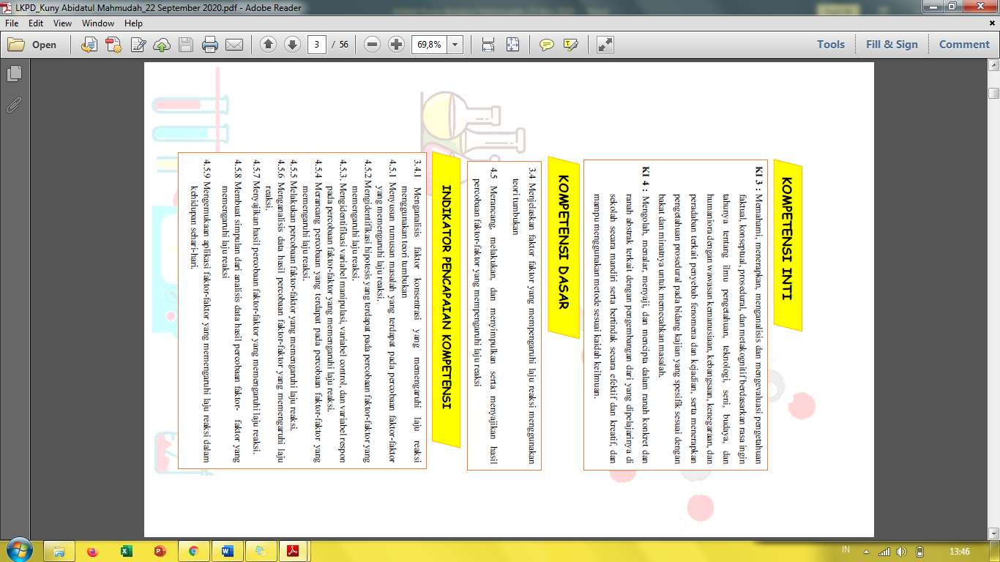 LKPD_Kuny Abidatul Mahmudah_22 September 2020.pdf - Adobe Reader
File Edit View Window Help
Open 3 / 56 69,8% Tools Fill & Sign Comment
KOMPETENSI INTI
KI 3 : Memahami, menerapkan, menganalisis dan mengevaluasi pengetahuan
faktual, konseptual, prosedural, dan metakognitif berdasarkan rasa ingin
tahunya tentang ilmu pengetahuan, teknologi, seni, budaya, dan
humaniora dengan wawasan kemanusiaan, kebangsaan, kenegaraan, dan
peradaban terkait penyebab fenomena dan kejadian, serta menerapkan
pengetahuan prosedural pada bidang kajian yang spesifik sesuai dengan
bakat dan minatnya untuk memecahkan masalah.
KI 4 : Mengolah, menalar, menyaji, dan mencipta dalam ranah konkret dan
ranah abstrak terkait dengan pengembangan dari yang dipelajarinya di
sekolah secara mandiri serta bertindak secara efektif dan kreatif, dan
mampu menggunakan metode sesuai kaidah keilmuan.
KOMPETENSI DASAR
3.4 Menjelaskan faktor faktor yang mempengaruhi laju reaksi menggunakan
teori tumbukan
4.5 Merancang, melakukan, dan menyimpulkan serta menyajikan hasil
percobaan faktor-faktor yang mempengaruhi laju reaksi
INDIKATOR PENCAPAIAN KOMPETENSI
3.4.1 Menganalisis faktor konsentrasi yang memengaruhi laju reaksi
menggunakan teori tumbukan
4.5.1 Menyusun rumusan masalah yang terdapat pada percobaan faktor-faktor
yang memengaruhi laju reaksi.
4.5.2 Mengidentifikasi hipotesis yang terdapat pada percobaan faktor-faktor yang
memengaruhi laju reaksi.
4.5.3. Mengidentifikasi variabel manipulasi, variabel control, dan variabel respon
pada percobaan faktor-faktor yang memengaruhi laju reaksi.
4.5.4 Merancang percobaan yang terdapat pada percobaan faktor-faktor yang
memengaruhi laju reaksi.
4.5.5 Melakukan percobaan faktor-faktor yang memengaruhi laju reaksi.
4.5.6 Menganalisis data hasil percobaan faktor-faktor yang memengaruhi laju
reaksi.
4.5.7 Menyajikan hasil percobaan faktor-faktor yang memengaruhi laju reaksi.
4.5.8 Membuat simpulan dari analisis data hasil percobaan faktor- faktor yang
memengaruhi laju reaksi
4.5.9 Mengemukakan aplikasi faktor-faktor yang memengaruhi laju reaksi dalam
kehidupan sehari-hari.
IN 13:46